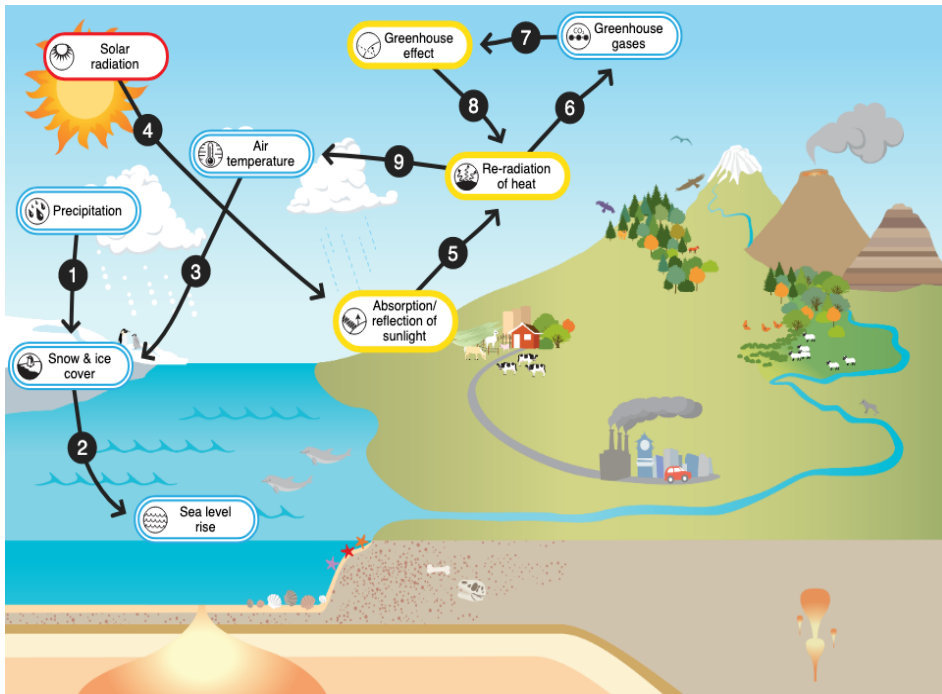 Solar
radiation
Greenhouse
effect
7
CO₂
Greenhouse
gases
8
6
4
Air
temperature
9
Re-radiation
of heat
Precipitation
1
3
5
Absorption/
reflection of
sunlight
Snow & ice
cover
2
Sea level
rise